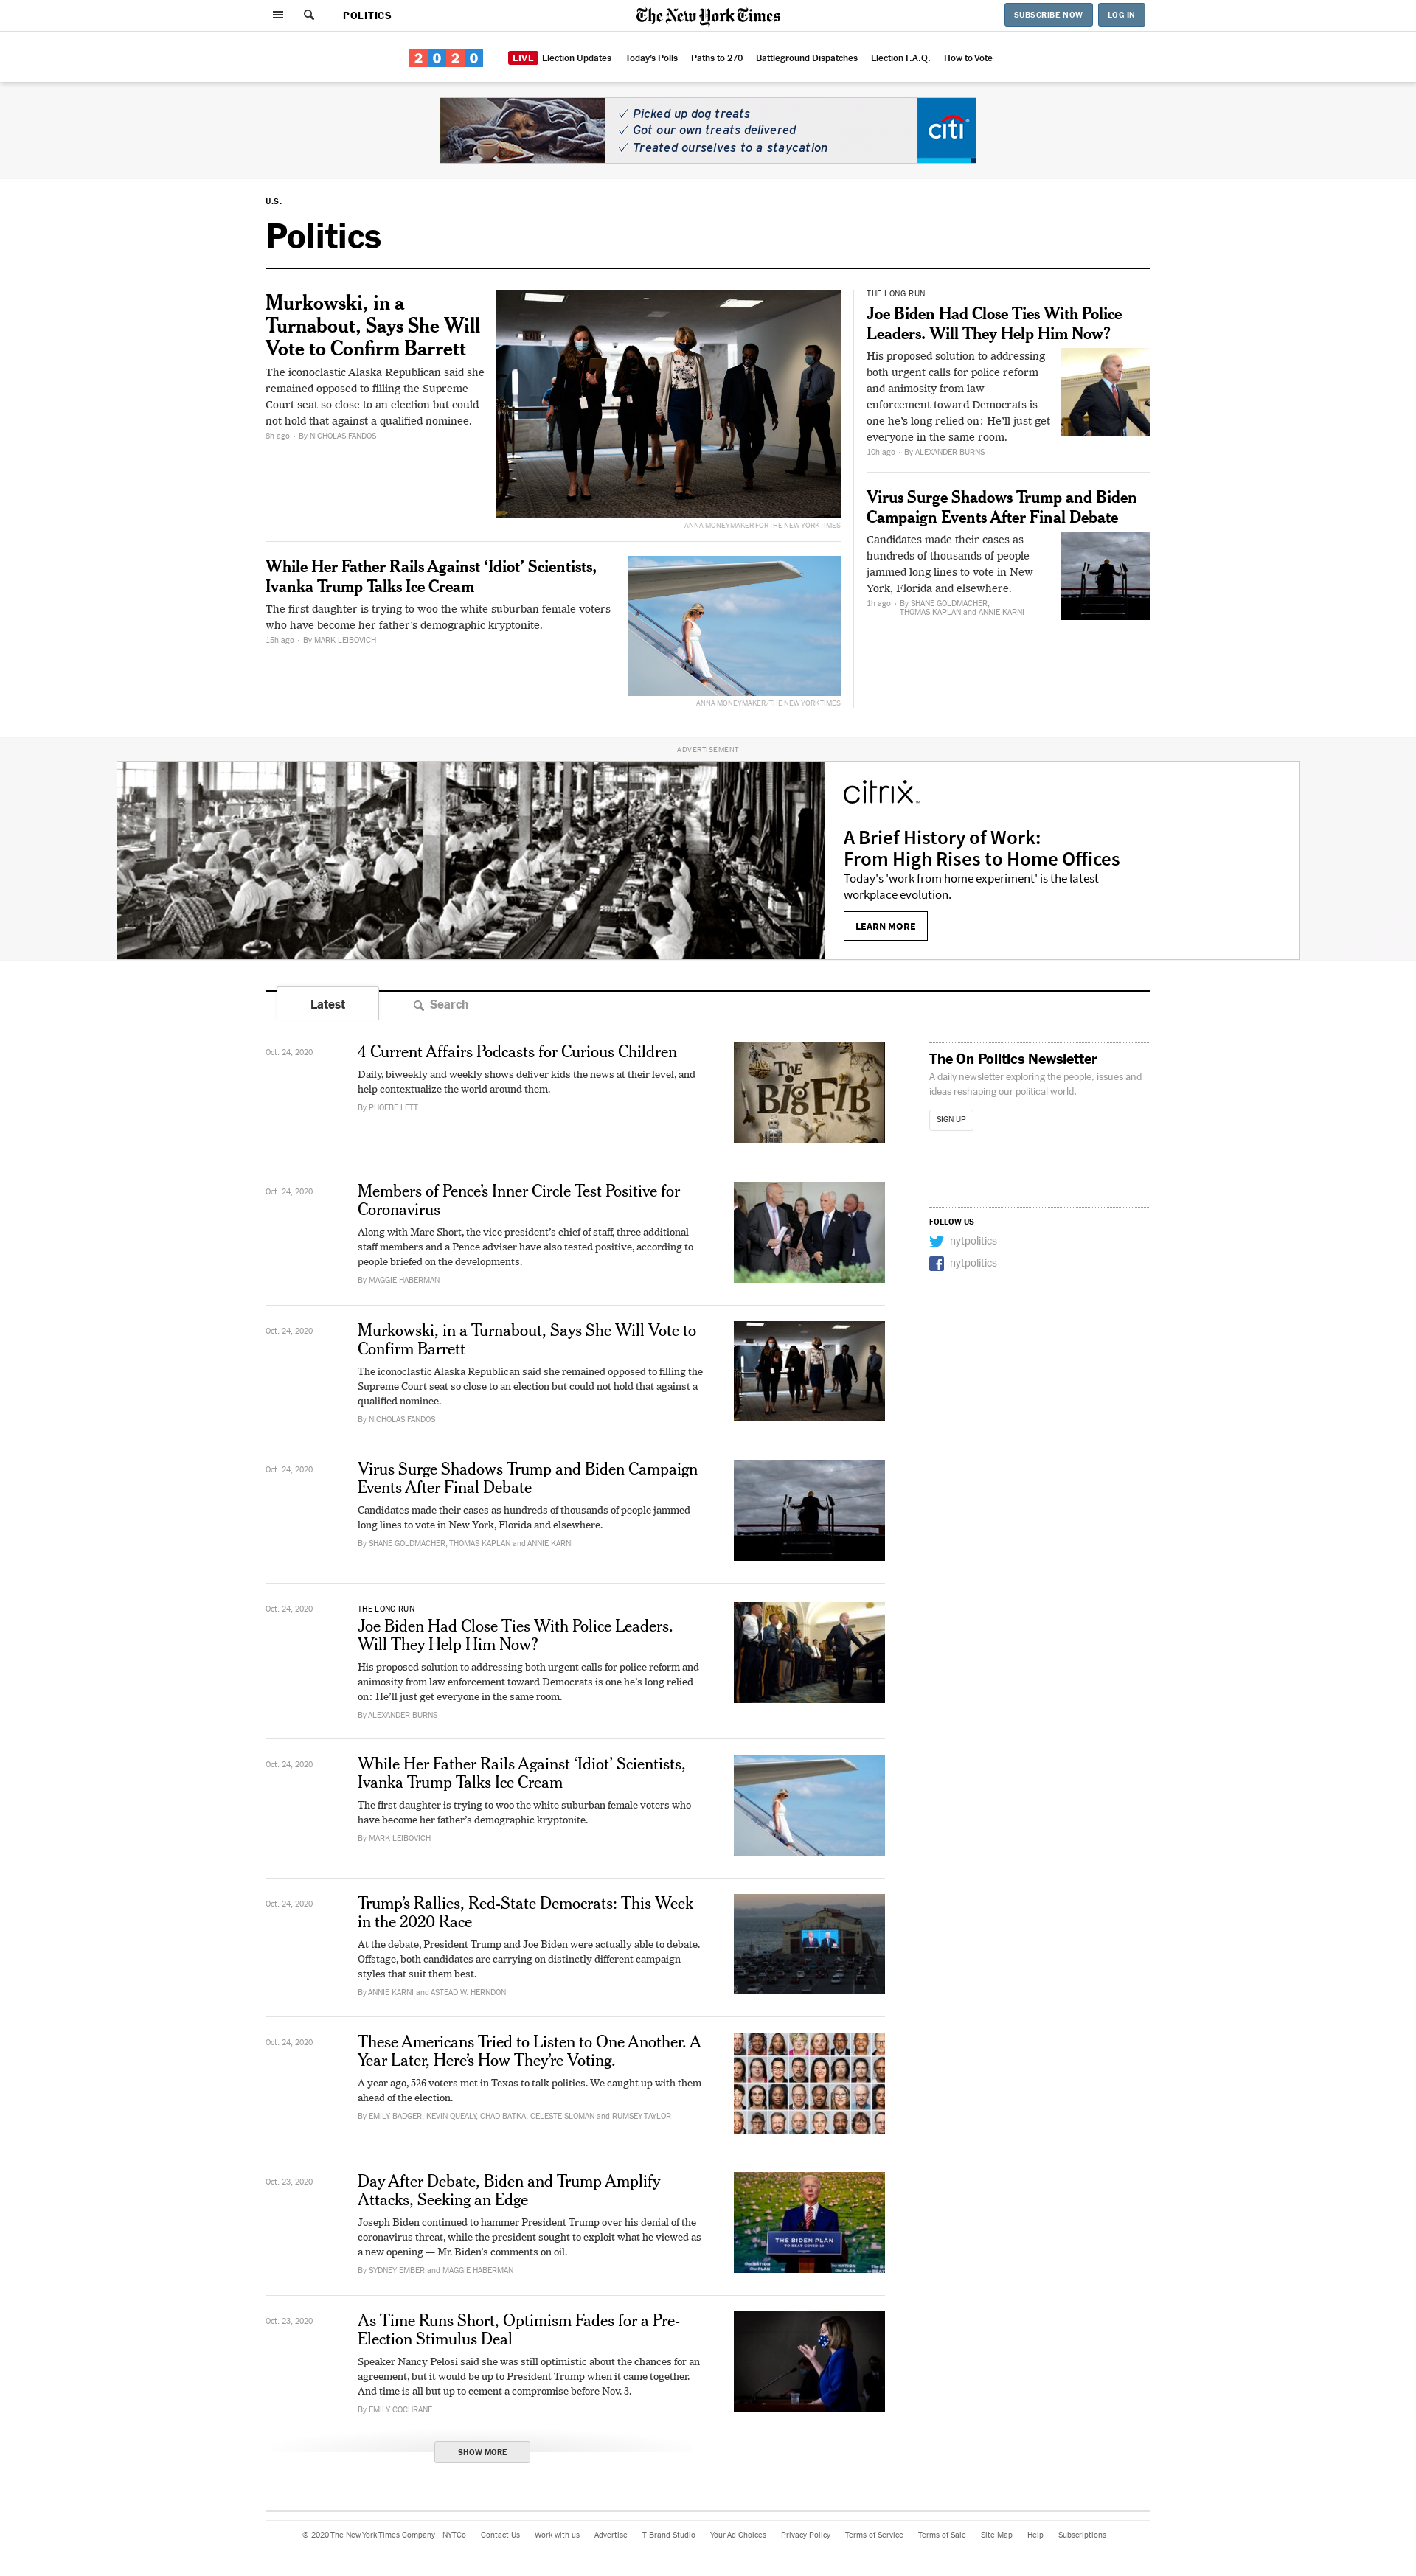 POLITICS
The New York Times
SUBSCRIBE NOW
LOG IN
2020
LIVE Election Updates
Today's Polls
Paths to 270
Battleground Dispatches
Election F.A.Q.
How to Vote
✓ Picked up dog treats
✓ Got our own treats delivered
✓ Treated ourselves to a staycation
citi
U.S.
Politics
Murkowski, in a
Turnabout, Says She Will
Vote to Confirm Barrett
The iconoclastic Alaska Republican said she
remained opposed to filling the Supreme
Court seat so close to an election but could
not hold that against a qualified nominee.
8h ago · By NICHOLAS FANDOS
ANNA MONEYMAKER FOR THE NEW YORK TIMES
While Her Father Rails Against ‘Idiot’ Scientists,
Ivanka Trump Talks Ice Cream
The first daughter is trying to woo the white suburban female voters
who have become her father’s demographic kryptonite.
15h ago · By MARK LEIBOVICH
ANNA MONEYMAKER/THE NEW YORK TIMES
THE LONG RUN
Joe Biden Had Close Ties With Police
Leaders. Will They Help Him Now?
His proposed solution to addressing
both urgent calls for police reform
and animosity from law
enforcement toward Democrats is
one he’s long relied on: He’ll just get
everyone in the same room.
10h ago · By ALEXANDER BURNS
Virus Surge Shadows Trump and Biden
Campaign Events After Final Debate
Candidates made their cases as
hundreds of thousands of people
jammed long lines to vote in New
York, Florida and elsewhere.
1h ago · By SHANE GOLDMACHER,
THOMAS KAPLAN and ANNIE KARNI
ADVERTISEMENT
citrix
A Brief History of Work:
From High Rises to Home Offices
Today's 'work from home experiment' is the latest
workplace evolution.
LEARN MORE
Latest
Search
Oct. 24, 2020
4 Current Affairs Podcasts for Curious Children
Daily, biweekly and weekly shows deliver kids the news at their level, and
help contextualize the world around them.
By PHOEBE LETT
THE BIG FIB
The On Politics Newsletter
A daily newsletter exploring the people, issues and
ideas reshaping our political world.
SIGN UP
FOLLOW US
nytpolitics
nytpolitics
Oct. 24, 2020
Members of Pence’s Inner Circle Test Positive for
Coronavirus
Along with Marc Short, the vice president’s chief of staff, three additional
staff members and a Pence adviser have also tested positive, according to
people briefed on the developments.
By MAGGIE HABERMAN
Oct. 24, 2020
Murkowski, in a Turnabout, Says She Will Vote to
Confirm Barrett
The iconoclastic Alaska Republican said she remained opposed to filling the
Supreme Court seat so close to an election but could not hold that against a
qualified nominee.
By NICHOLAS FANDOS
Oct. 24, 2020
Virus Surge Shadows Trump and Biden Campaign
Events After Final Debate
Candidates made their cases as hundreds of thousands of people jammed
long lines to vote in New York, Florida and elsewhere.
By SHANE GOLDMACHER, THOMAS KAPLAN and ANNIE KARNI
Oct. 24, 2020
THE LONG RUN
Joe Biden Had Close Ties With Police Leaders.
Will They Help Him Now?
His proposed solution to addressing both urgent calls for police reform and
animosity from law enforcement toward Democrats is one he’s long relied
on: He’ll just get everyone in the same room.
By ALEXANDER BURNS
Oct. 24, 2020
While Her Father Rails Against ‘Idiot’ Scientists,
Ivanka Trump Talks Ice Cream
The first daughter is trying to woo the white suburban female voters who
have become her father’s demographic kryptonite.
By MARK LEIBOVICH
Oct. 24, 2020
Trump’s Rallies, Red-State Democrats: This Week
in the 2020 Race
At the debate, President Trump and Joe Biden were actually able to debate.
Offstage, both candidates are carrying on distinctly different campaign
styles that suit them best.
By ANNIE KARNI and ASTEAD W. HERNDON
Oct. 24, 2020
These Americans Tried to Listen to One Another. A
Year Later, Here’s How They’re Voting.
A year ago, 526 voters met in Texas to talk politics. We caught up with them
ahead of the election.
By EMILY BADGER, KEVIN QUEALY, CHAD BATKA, CELESTE SLOMAN and RUMSEY TAYLOR
Oct. 23, 2020
Day After Debate, Biden and Trump Amplify
Attacks, Seeking an Edge
Joseph Biden continued to hammer President Trump over his denial of the
coronavirus threat, while the president sought to exploit what he viewed as
a new opening — Mr. Biden’s comments on oil.
By SYDNEY EMBER and MAGGIE HABERMAN
THE BIDEN PLAN
TO BEAT COVID-19
Oct. 23, 2020
As Time Runs Short, Optimism Fades for a Pre-
Election Stimulus Deal
Speaker Nancy Pelosi said she was still optimistic about the chances for an
agreement, but it would be up to President Trump when it came together.
And time is all but up to cement a compromise before Nov. 3.
By EMILY COCHRANE
SHOW MORE
© 2020 The New York Times Company
NYTCo
Contact Us
Work with us
Advertise
T Brand Studio
Your Ad Choices
Privacy Policy
Terms of Service
Terms of Sale
Site Map
Help
Subscriptions